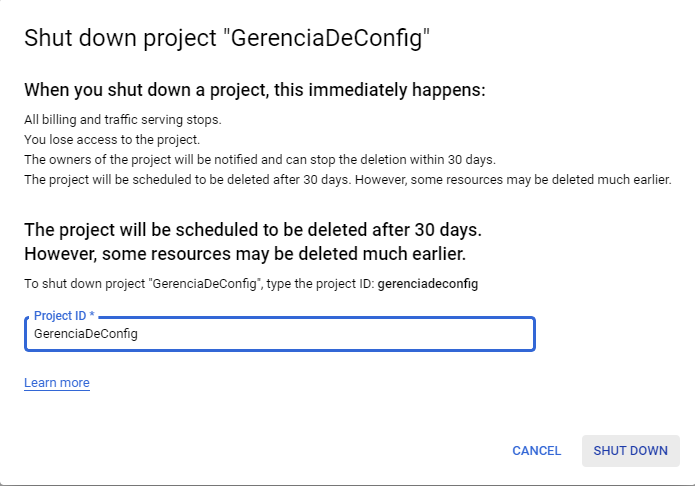 Shut down project "GerenciaDeConfig"
When you shut down a project, this immediately happens:
All billing and traffic serving stops.
You lose access to the project.
The owners of the project will be notified and can stop the deletion within 30 days.
The project will be scheduled to be deleted after 30 days. However, some resources may be deleted much earlier.
The project will be scheduled to be deleted after 30 days.
However, some resources may be deleted much earlier.
To shut down project "GerenciaDeConfig", type the project ID: gerenciadeconfig
Project ID *
GerenciaDeConfig
Learn more
CANCEL SHUT DOWN